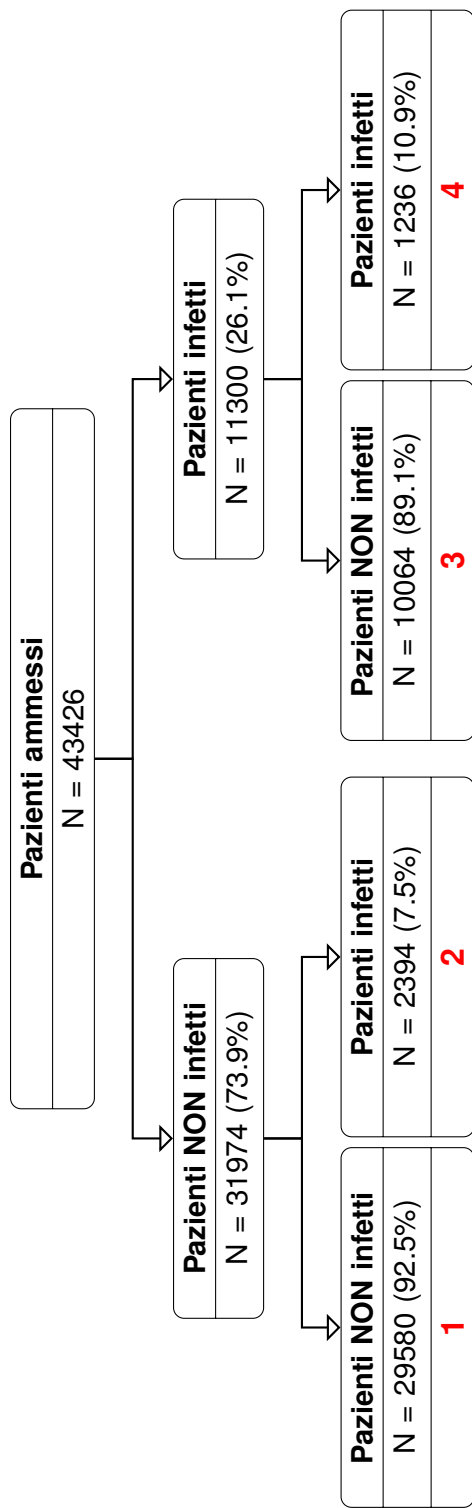 Pazienti ammessi
N = 43426
Pazienti NON infetti
N = 31974 (73.9%)
Pazienti infetti
N = 11300 (26.1%)
Pazienti NON infetti
N = 29580 (92.5%)
1
Pazienti infetti
N = 2394 (7.5%)
2
Pazienti NON infetti
N = 10064 (89.1%)
3
Pazienti infetti
N = 1236 (10.9%)
4